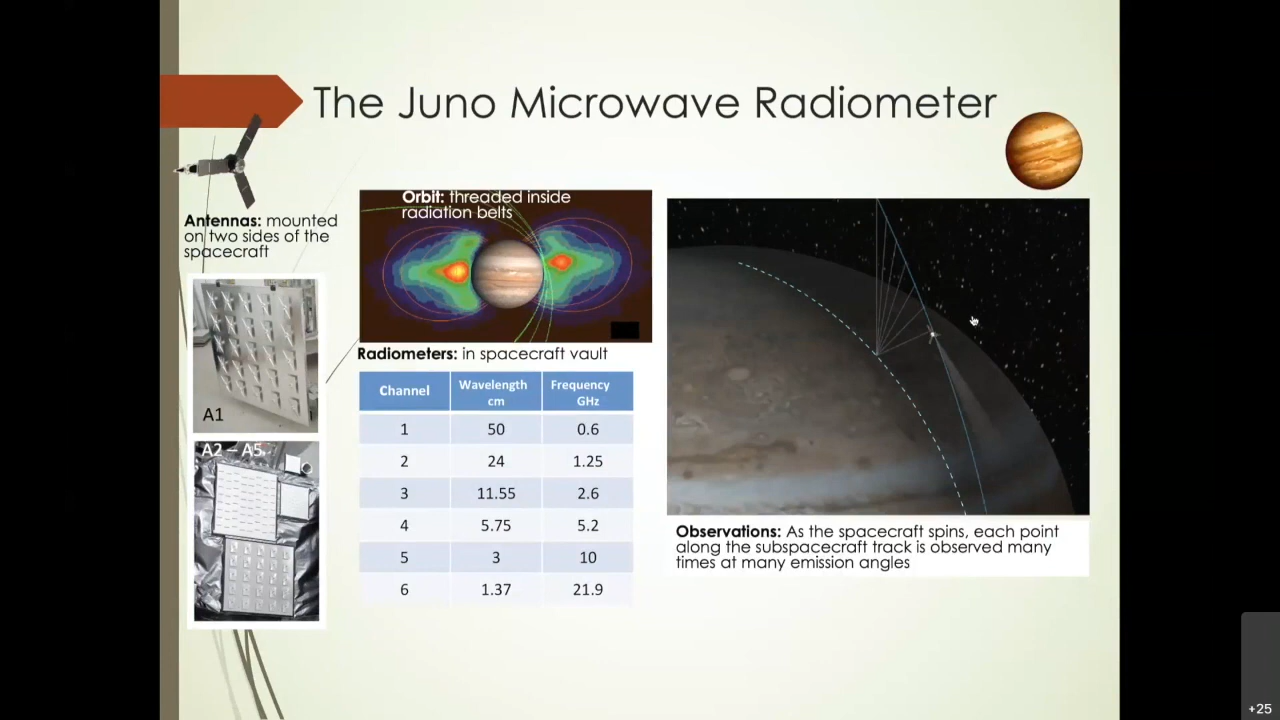 The Juno Microwave Radiometer
Antennas: mounted
on two sides of the
spacecraft
A1
A2 – A5
Orbit: threaded inside
radiation belts
Radiometers: in spacecraft vault
Channel Wavelength cm Frequency GHz
1 50 0.6
2 24 1.25
3 11.55 2.6
4 5.75 5.2
5 3 10
6 1.37 21.9
Observations: As the spacecraft spins, each point
along the subspacecraft track is observed many
times at many emission angles
+25